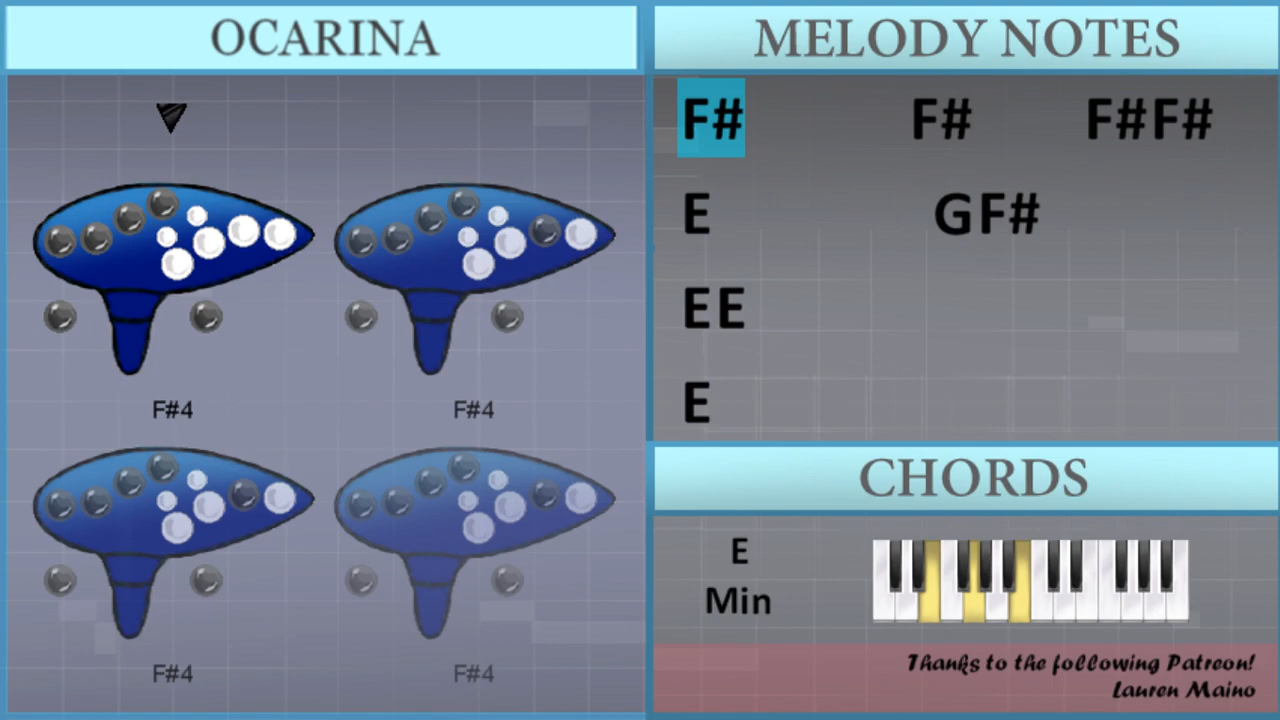 OCARINA
F#4 F#4
F#4 F#4
MELODY NOTES
F# F# F#F#
E GF#
EE
E
CHORDS
E
Min
Thanks to the following Patreon!
Lauren Maino